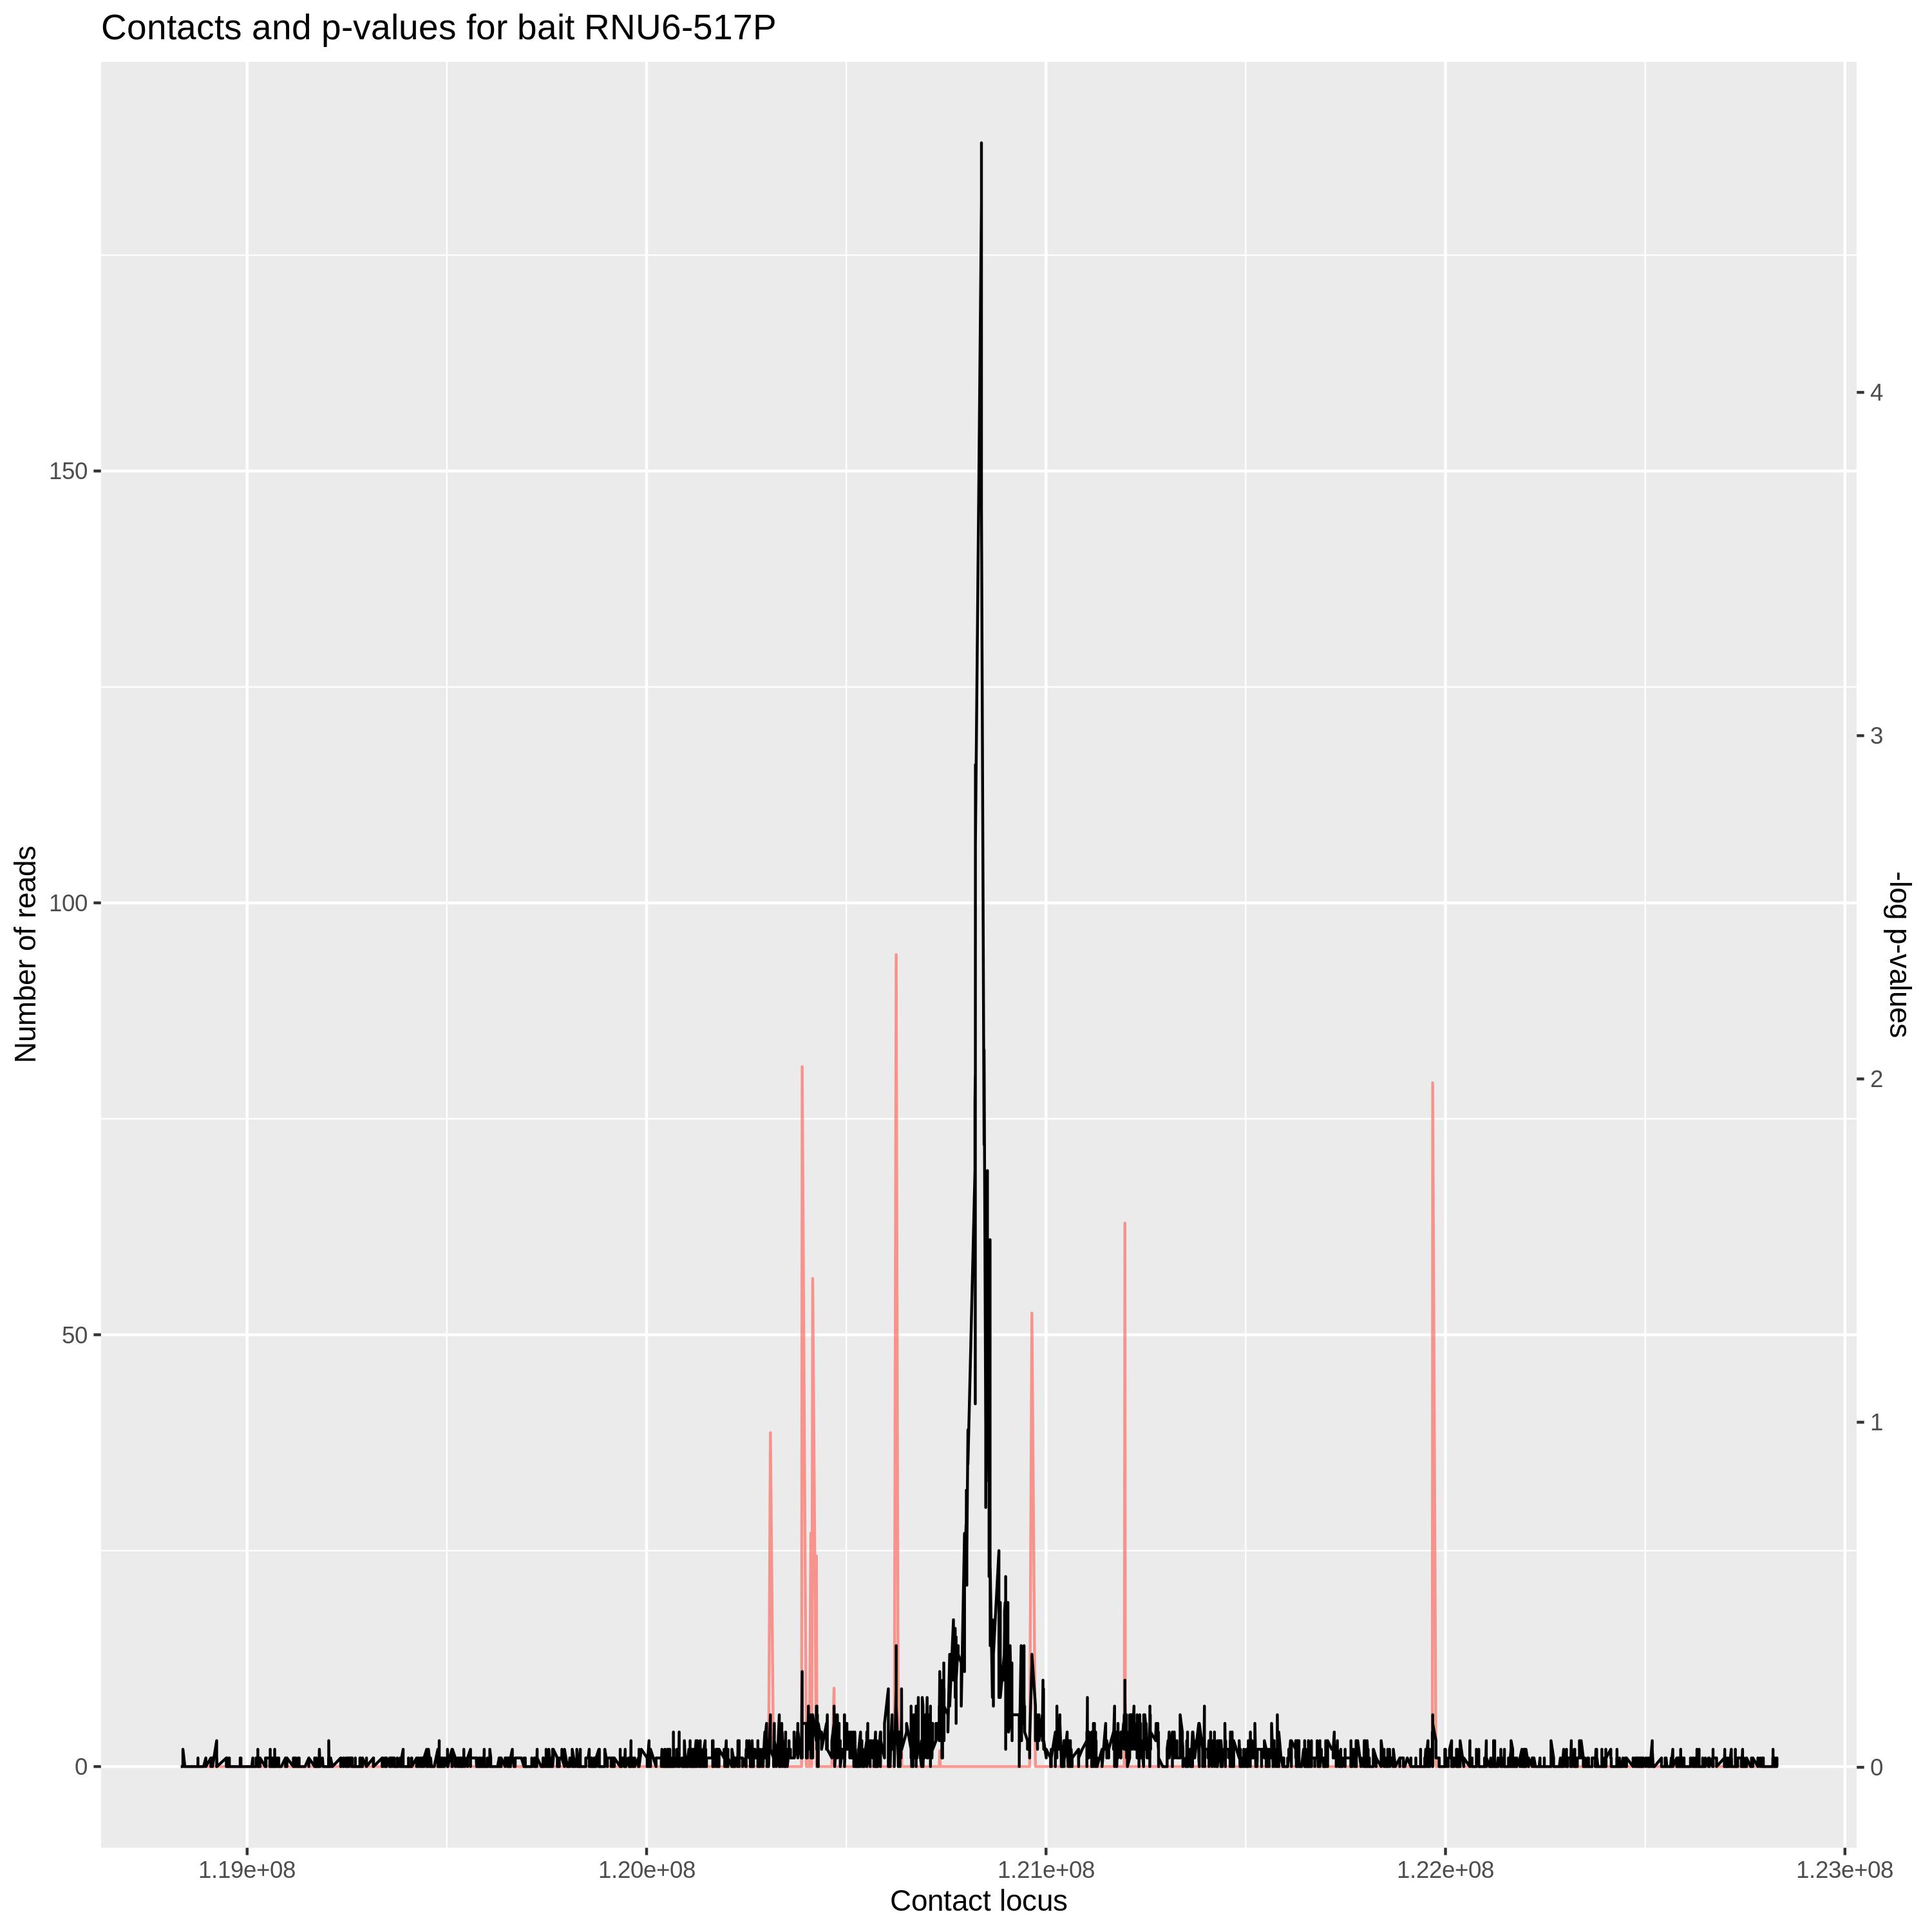 Contacts and p-values for bait RNU6-517P
Number of reads
150
100
50
0
4
3
2
1
0
-log p-values
1.19e+08
1.20e+08
1.21e+08
1.22e+08
1.23e+08
Contact locus